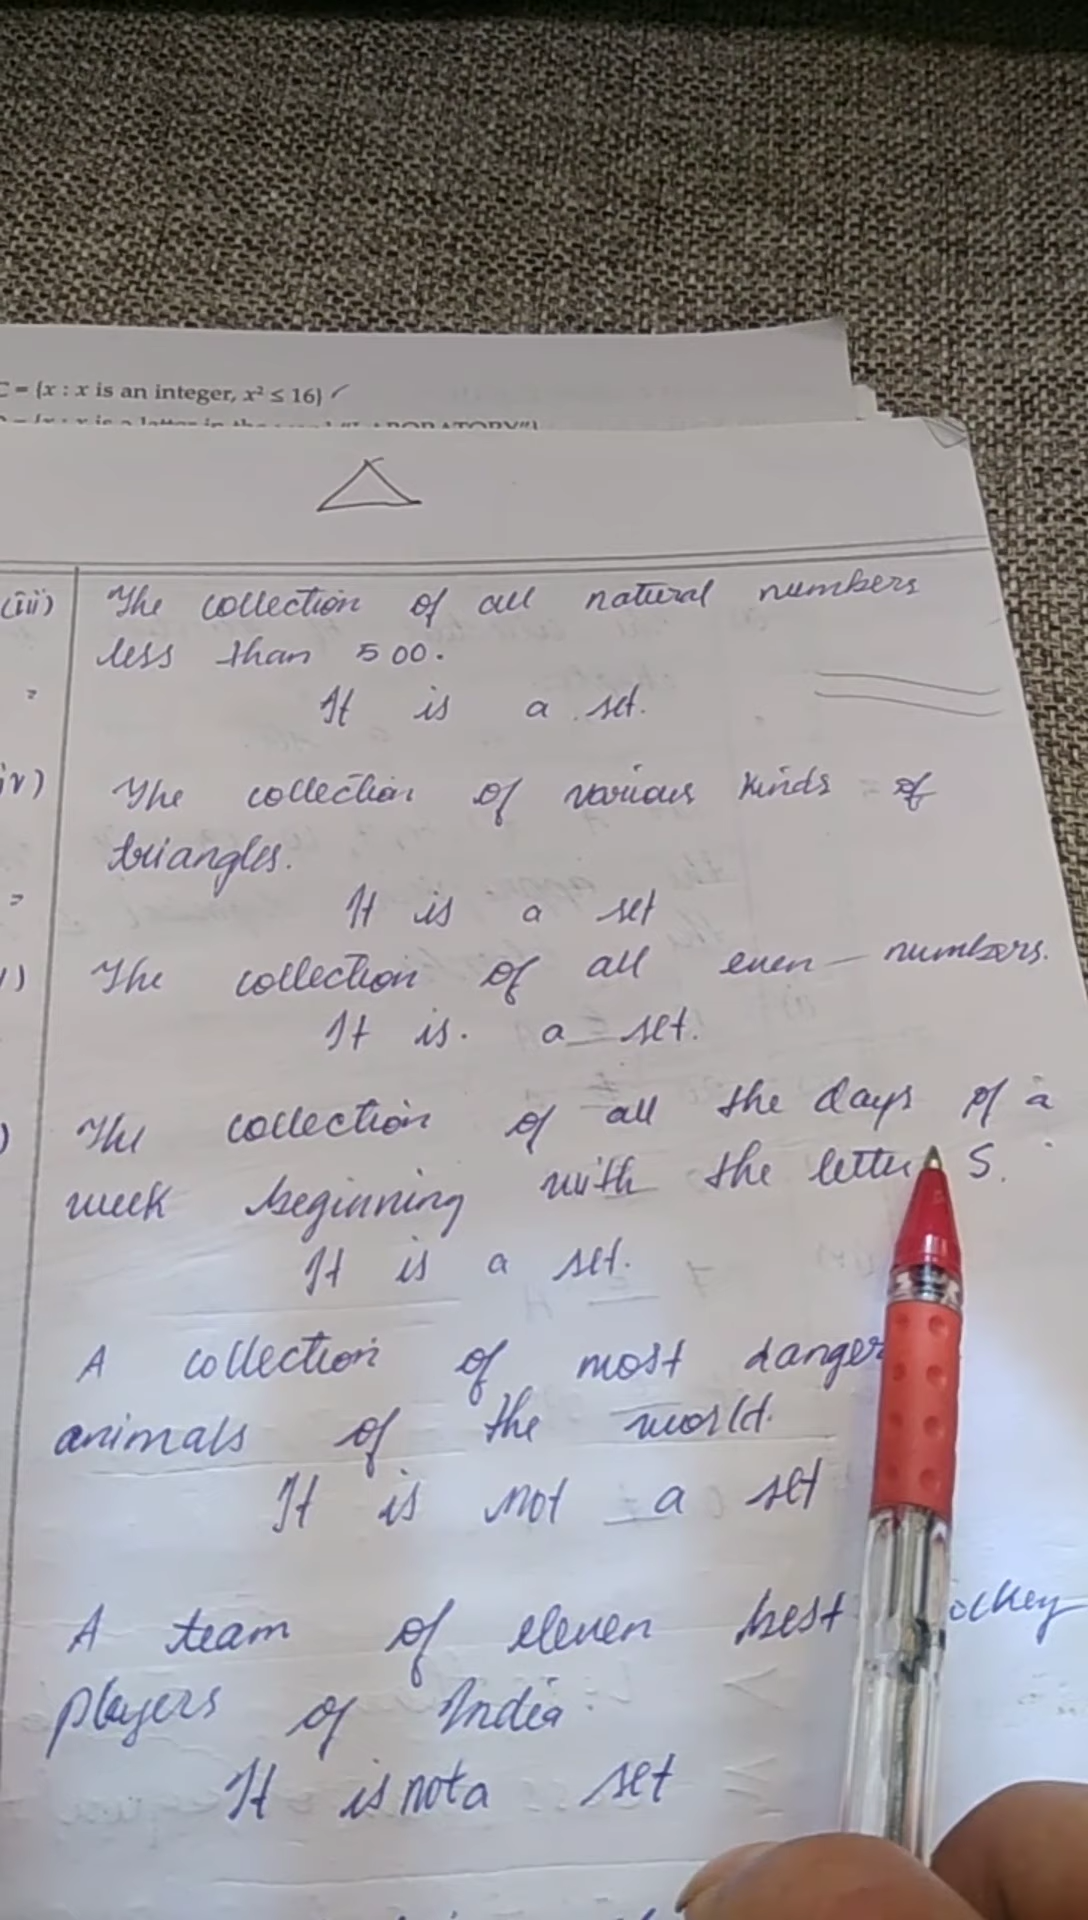 C = {x : x is an integer, x² ≤ 16}
(iii) The collection of all natural numbers
less than 500.
It is a set.
iv) The collection of various kinds = of
triangles.
It is a set
) The collection of all even numbers.
It is. a set.
) The collection of all the days of a
week beginning with the letter S.
It is a set.
A collection of most danger
animals of the world.
It is not a set
A team of eleven best ockey
players of India
It is not a set